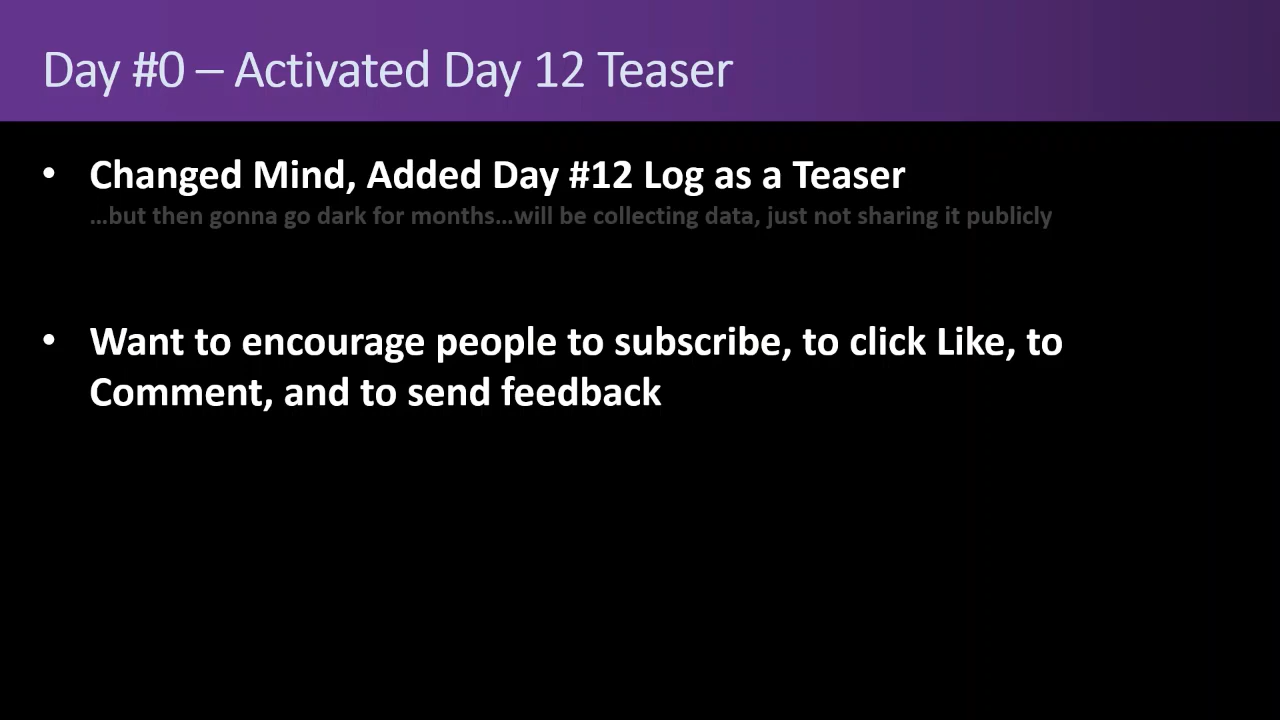 Day #0 – Activated Day 12 Teaser
• Changed Mind, Added Day #12 Log as a Teaser
...but then gonna go dark for months...will be collecting data, just not sharing it publicly
• Want to encourage people to subscribe, to click Like, to
Comment, and to send feedback